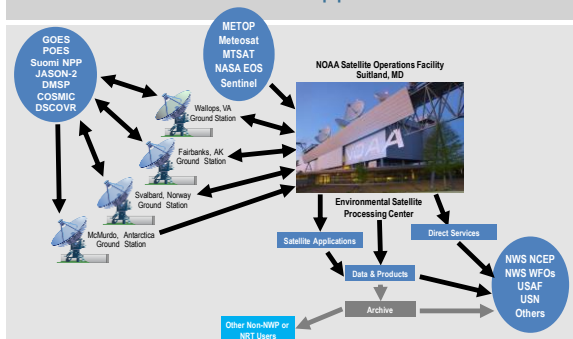 GOES
POES
Suomi NPP
JASON-2
DMSP
COSMIC
DSCOVR
METOP
Meteosat
MTSAT
NASA EOS
Sentinel
NOAA Satellite Operations Facility
Suitland, MD
Wallops, VA
Ground Station
Fairbanks, AK
Ground Station
Svalbard, Norway
Ground Station
McMurdo, Antarctica
Ground Station
NOAA
Environmental Satellite
Processing Center
Satellite Applications
Direct Services
Data & Products
Archive
NWS NCEP
NWS WFOs
USAF
USN
Others
Other Non-NWP or
NRT Users